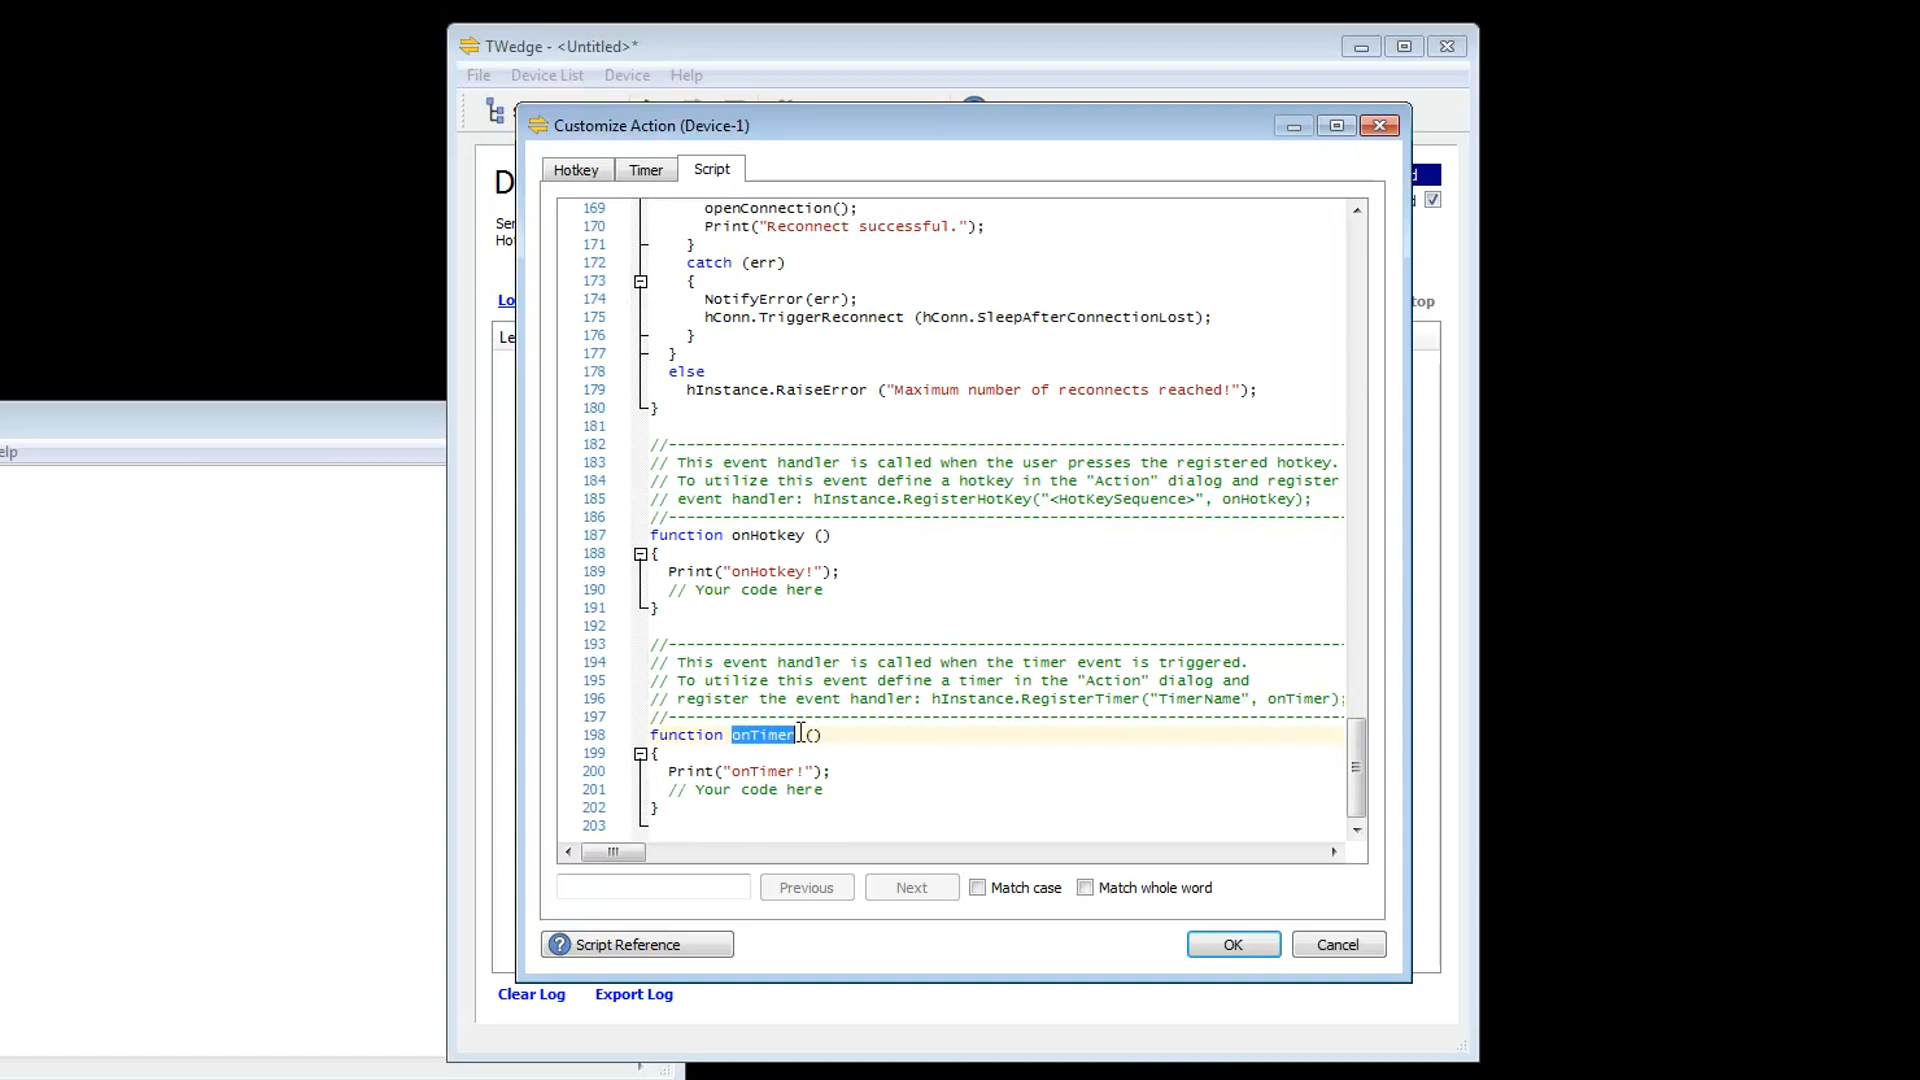 TWedge - <Untitled>*
File Device List Device Help
Customize Action (Device-1)
Hotkey Timer Script
169 openConnection();
170 Print("Reconnect successful.");
171 }
172 catch (err)
173 {
174 NotifyError(err);
175 hConn.TriggerReconnect (hConn.SleepAfterConnectionLost);
176 }
177 }
178 else
179 hInstance.RaiseError ("Maximum number of reconnects reached!");
180 }
181
182 //---------------------------------------------------------------------------
183 // This event handler is called when the user presses the registered hotkey.
184 // To utilize this event define a hotkey in the "Action" dialog and register
185 // event handler: hInstance.RegisterHotKey("<HotKeySequence>", onHotkey);
186 //---------------------------------------------------------------------------
187 function onHotkey ()
188 {
189 Print("onHotkey!");
190 // Your code here
191 }
192
193 //---------------------------------------------------------------------------
194 // This event handler is called when the timer event is triggered.
195 // To utilize this event define a timer in the "Action" dialog and
196 // register the event handler: hInstance.RegisterTimer("TimerName", onTimer);
197 //---------------------------------------------------------------------------
198 function onTimer ()
199 {
200 Print("onTimer!");
201 // Your code here
202 }
203
Previous Next Match case Match whole word
Script Reference OK Cancel
Clear Log Export Log
D
Ser
Hot
Lo
Le
d
top
elp